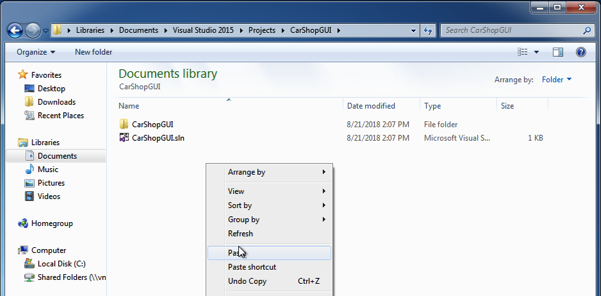 Libraries ▸ Documents ▸ Visual Studio 2015 ▸ Projects ▸ CarShopGUI ▸
Search CarShopGUI
Organize
New folder
Favorites
Desktop
Downloads
Recent Places
Libraries
Documents
Music
Pictures
Videos
Homegroup
Computer
Local Disk (C:)
Shared Folders (\\vn
Documents library
CarShopGUI
Arrange by: Folder
Name Date modified Type Size
CarShopGUI 8/21/2018 2:07 PM File folder
CarShopGUI.sln 8/21/2018 2:07 PM Microsoft Visual S... 1 KB
Arrange by
View
Sort by
Group by
Refresh
Paste shortcut
Undo Copy Ctrl+Z